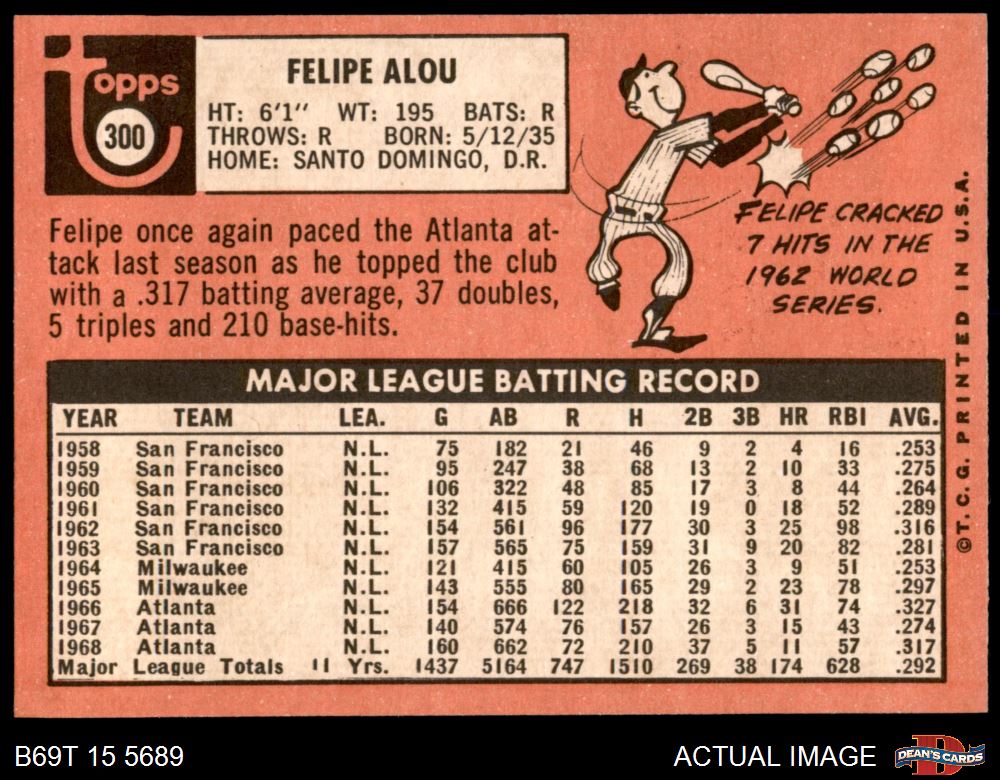 Topps
300
FELIPE ALOU
HT: 6'1" WT: 195 BATS: R
THROWS: R BORN: 5/12/35
HOME: SANTO DOMINGO, D.R.
Felipe once again paced the Atlanta at-
tack last season as he topped the club
with a .317 batting average, 37 doubles,
5 triples and 210 base-hits.
FELIPE CRACKED
7 HITS IN THE
1962 WORLD
SERIES.
MAJOR LEAGUE BATTING RECORD
YEAR TEAM LEA. G AB R H 2B 3B HR RBI AVG.
1958 San Francisco N.L. 75 182 21 46 9 2 4 16 .253
1959 San Francisco N.L. 95 247 38 68 13 2 10 33 .275
1960 San Francisco N.L. 106 322 48 85 17 3 8 44 .264
1961 San Francisco N.L. 132 415 59 120 19 0 18 52 .289
1962 San Francisco N.L. 154 561 96 177 30 3 25 98 .316
1963 San Francisco N.L. 157 565 75 159 31 9 20 82 .281
1964 Milwaukee N.L. 121 415 60 105 26 3 9 51 .253
1965 Milwaukee N.L. 143 555 80 165 29 2 23 78 .297
1966 Atlanta N.L. 154 666 122 218 32 6 31 74 .327
1967 Atlanta N.L. 140 574 76 157 26 3 15 43 .274
1968 Atlanta N.L. 160 662 72 210 37 5 11 57 .317
Major League Totals 11 Yrs. 1437 5164 747 1510 269 38 174 628 .292
©T.C.G. PRINTED IN U.S.A.
B69T 15 5689
ACTUAL IMAGE
DEAN'S CARDS